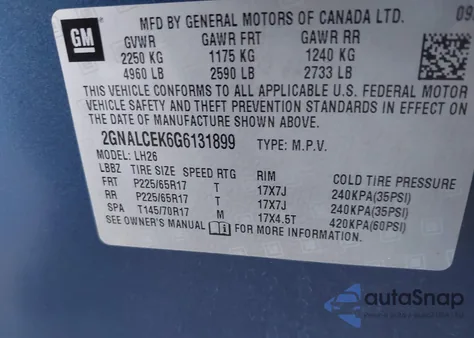 MFD BY GENERAL MOTORS OF CANADA LTD. 09
GM
GVWR GAWR FRT GAWR RR
2250 KG 1175 KG 1240 KG
4960 LB 2590 LB 2733 LB
THIS VEHICLE CONFORMS TO ALL APPLICABLE U.S. FEDERAL MOTOR
VEHICLE SAFETY AND THEFT PREVENTION STANDARDS IN EFFECT ON
THE DATE OF MANUFACTURE SHOWN ABOVE.
2GNALCEK6G6131899 TYPE: M.P.V.
MODEL: LH26
LBBZ TIRE SIZE SPEED RTG RIM COLD TIRE PRESSURE
FRT P225/65R17 T 17X7J 240KPA(35PSI)
RR P225/65R17 T 17X7J 240KPA(35PSI)
SPA T145/70R17 M 17X4.5T 420KPA(60PSI)
SEE OWNER'S MANUAL FOR MORE INFORMATION.
autoSnap